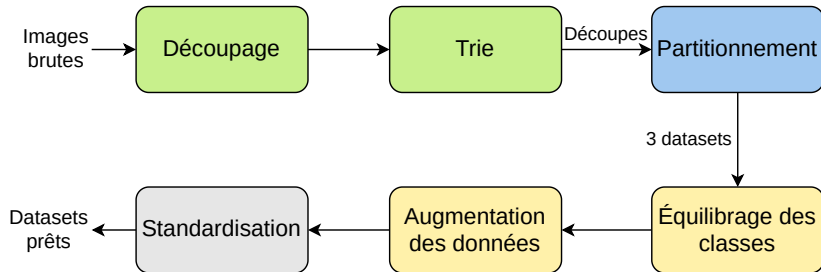 Images
brutes
Découpage
Trie
Découpes
Partitionnement
3 datasets
Équilibrage des
classes
Augmentation
des données
Standardisation
Datasets
prêts